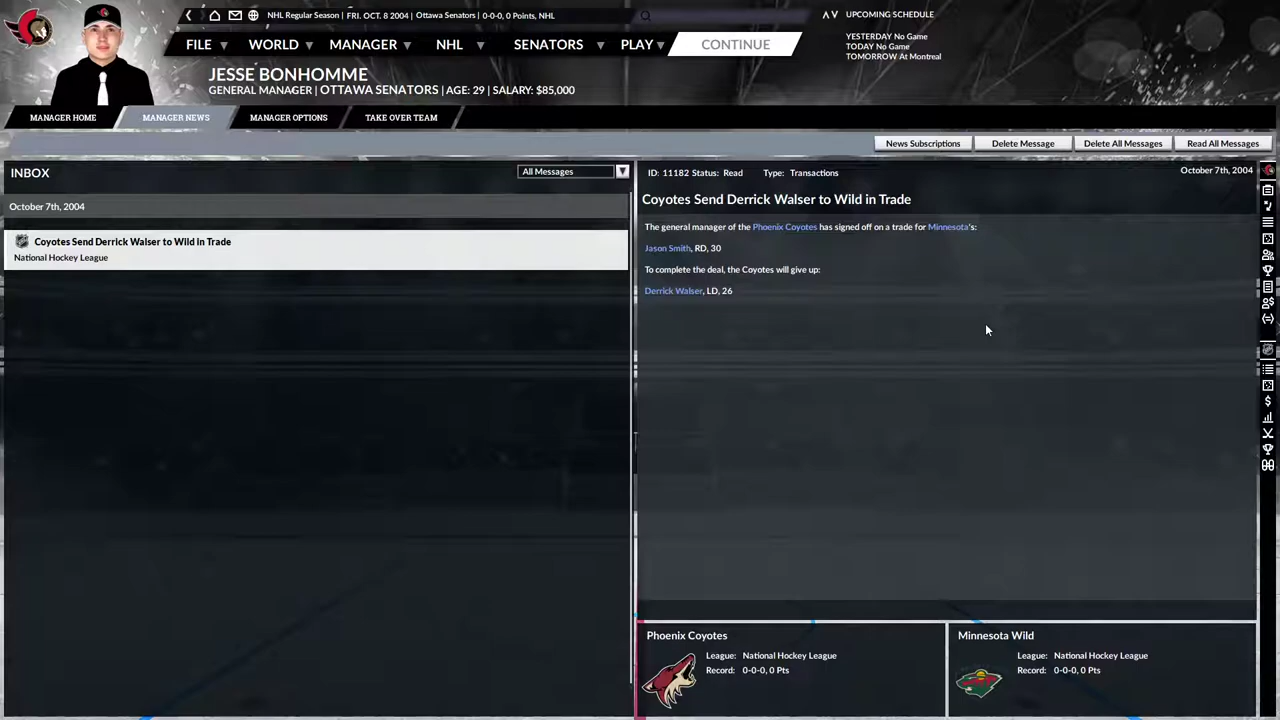 NHL Regular Season | FRI. OCT. 8 2004 | Ottawa Senators | 0-0-0, 0 Points, NHL
UPCOMING SCHEDULE
YESTERDAY No Game
TODAY No Game
TOMORROW At Montreal
FILE WORLD MANAGER NHL SENATORS PLAY CONTINUE
JESSE BONHOMME
GENERAL MANAGER | OTTAWA SENATORS | AGE: 29 | SALARY: $85,000
MANAGER HOME MANAGER NEWS MANAGER OPTIONS TAKE OVER TEAM
News Subscriptions Delete Message Delete All Messages Read All Messages
INBOX All Messages
October 7th, 2004
Coyotes Send Derrick Walser to Wild in Trade
National Hockey League
ID: 11182 Status: Read Type: Transactions October 7th, 2004
Coyotes Send Derrick Walser to Wild in Trade
The general manager of the Phoenix Coyotes has signed off on a trade for Minnesota's:
Jason Smith, RD, 30
To complete the deal, the Coyotes will give up:
Derrick Walser, LD, 26
Phoenix Coyotes
League: National Hockey League
Record: 0-0-0, 0 Pts
Minnesota Wild
League: National Hockey League
Record: 0-0-0, 0 Pts